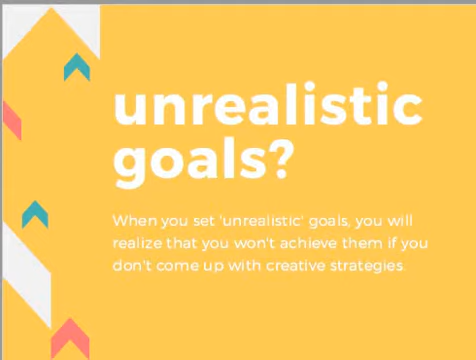 unrealistic
goals?
When you set 'unrealistic' goals, you will
realize that you won't achieve them if you
don't come up with creative strategies.